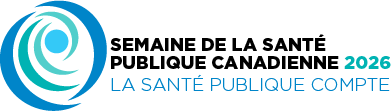 SEMAINE DE LA SANTÉ
PUBLIQUE CANADIENNE 2026
LA SANTÉ PUBLIQUE COMPTE